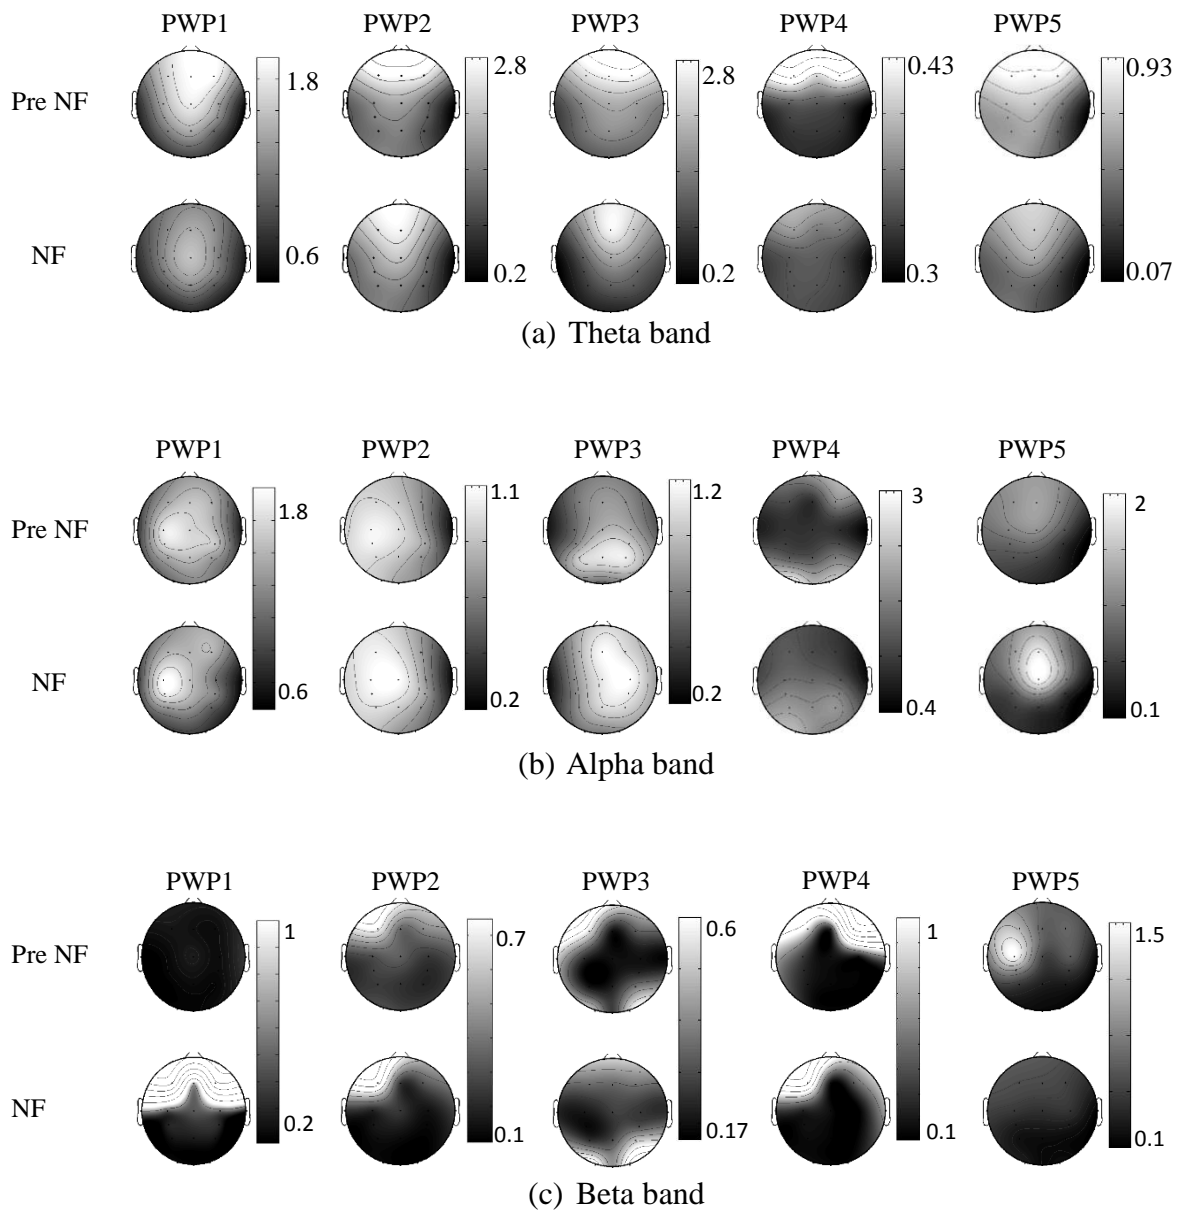 PWP1 PWP2 PWP3 PWP4 PWP5
Pre NF
1.8 2.8 2.8 0.43 0.93
NF
0.6 0.2 0.2 0.3 0.07
(a) Theta band
PWP1 PWP2 PWP3 PWP4 PWP5
Pre NF
1.8 1.1 1.2 3 2
NF
0.6 0.2 0.2 0.4 0.1
(b) Alpha band
PWP1 PWP2 PWP3 PWP4 PWP5
Pre NF
1 0.7 0.6 1 1.5
NF
0.2 0.1 0.17 0.1 0.1
(c) Beta band